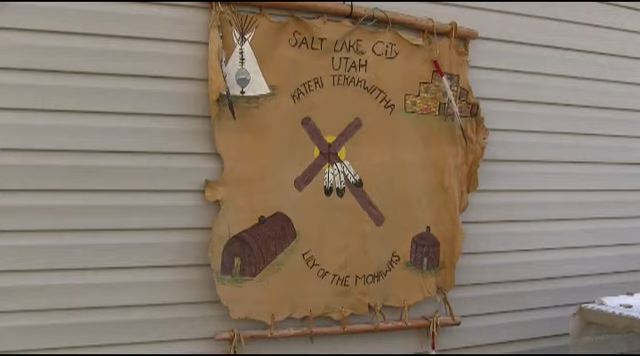 SALT LAKE CITY
UTAH
KATERI TEKAKWITHA
LILY OF THE MOHAWKS